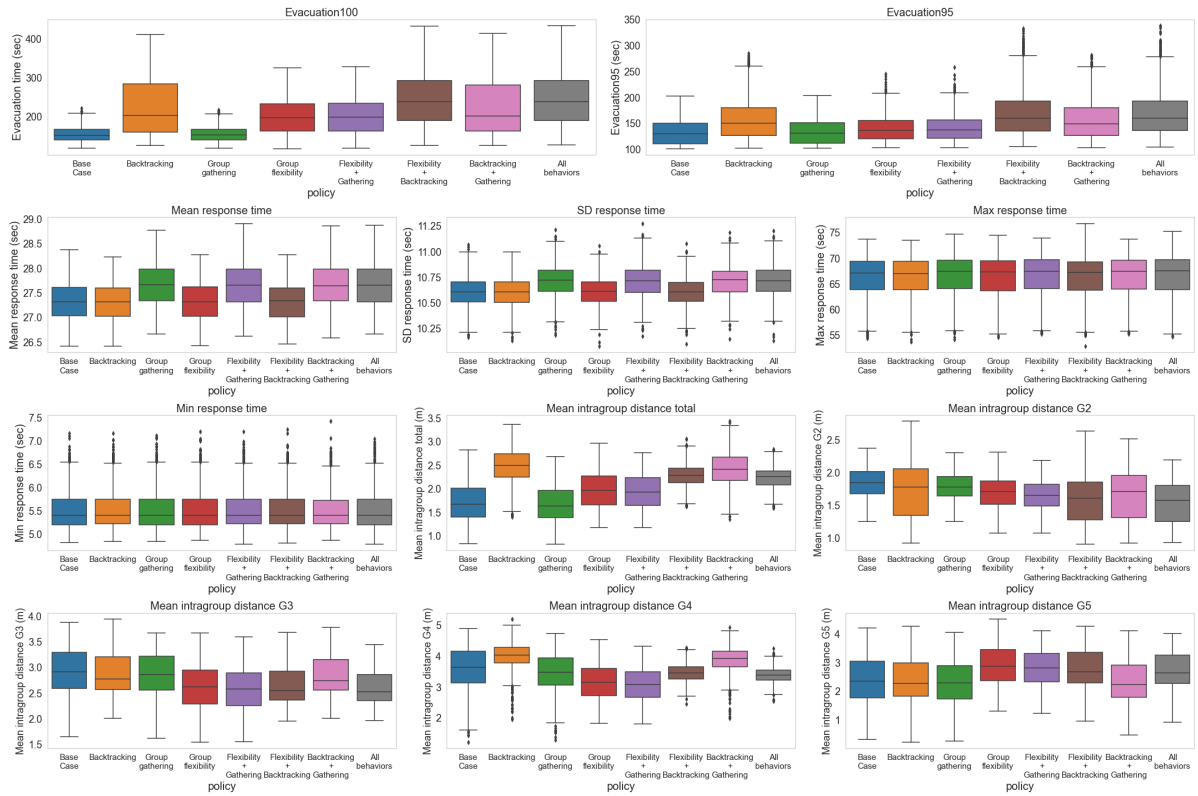 Evacuation100
Evacuation time (sec)
400
300
200
Base Case
Backtracking
Group gathering
Group flexibility
Flexibility + Gathering
Flexibility + Backtracking
Backtracking + Gathering
All behaviors
policy
Evacuation95
Evacuation95 (sec)
350
300
250
200
150
100
Base Case
Backtracking
Group gathering
Group flexibility
Flexibility + Gathering
Flexibility + Backtracking
Backtracking + Gathering
All behaviors
policy
Mean response time
Mean response time (sec)
29.0
28.5
28.0
27.5
27.0
26.5
Base Case
Backtracking
Group gathering
Group flexibility
Flexibility + Gathering
Flexibility + Backtracking
Backtracking + Gathering
All behaviors
policy
SD response time
SD response time (sec)
11.25
11.00
10.75
10.50
10.25
Base Case
Backtracking
Group gathering
Group flexibility
Flexibility + Gathering
Flexibility + Backtracking
Backtracking + Gathering
All behaviors
policy
Max response time
Max response time (sec)
75
70
65
60
55
Base Case
Backtracking
Group gathering
Group flexibility
Flexibility + Gathering
Flexibility + Backtracking
Backtracking + Gathering
All behaviors
policy
Min response time
Min response time (sec)
7.5
7.0
6.5
6.0
5.5
5.0
Base Case
Backtracking
Group gathering
Group flexibility
Flexibility + Gathering
Flexibility + Backtracking
Backtracking + Gathering
All behaviors
policy
Mean intragroup distance total
Mean intragroup distance total (m)
3.5
3.0
2.5
2.0
1.5
1.0
Base Case
Backtracking
Group gathering
Group flexibility
Flexibility + Gathering
Flexibility + Backtracking
Backtracking + Gathering
All behaviors
policy
Mean intragroup distance G2
Mean intragroup distance G2 (m)
2.5
2.0
1.5
1.0
Base Case
Backtracking
Group gathering
Group flexibility
Flexibility + Gathering
Flexibility + Backtracking
Backtracking + Gathering
All behaviors
policy
Mean intragroup distance G3
Mean intragroup distance G3 (m)
4.0
3.5
3.0
2.5
2.0
1.5
Base Case
Backtracking
Group gathering
Group flexibility
Flexibility + Gathering
Flexibility + Backtracking
Backtracking + Gathering
All behaviors
policy
Mean intragroup distance G4
Mean intragroup distance G4 (m)
5
4
3
2
Base Case
Backtracking
Group gathering
Group flexibility
Flexibility + Gathering
Flexibility + Backtracking
Backtracking + Gathering
All behaviors
policy
Mean intragroup distance G5
Mean intragroup distance G5 (m)
4
3
2
1
Base Case
Backtracking
Group gathering
Group flexibility
Flexibility + Gathering
Flexibility + Backtracking
Backtracking + Gathering
All behaviors
policy